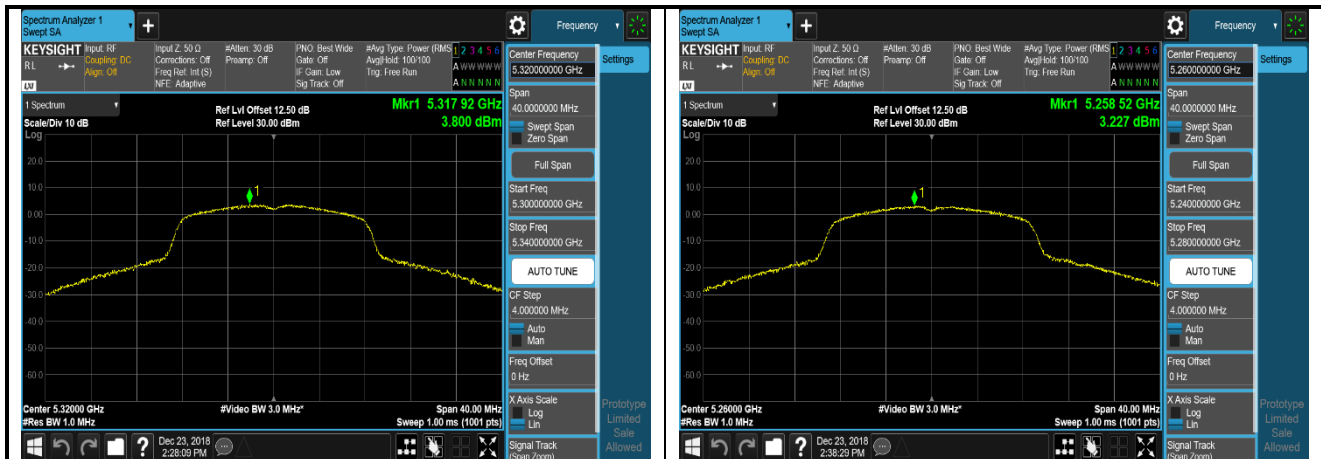 Spectrum Analyzer 1
Swept SA
+
Frequency
KEYSIGHT
RL
LXI
Input: RF
Coupling: DC
Align: Off
Input Z: 50 Ω
Corrections: Off
Freq Ref: Int (S)
NFE: Adaptive
#Atten: 30 dB
Preamp: Off
PNO: Best Wide
Gate: Off
IF Gain: Low
Sig Track: Off
#Avg Type: Power (RMS
Avg|Hold: 100/100
Trig: Free Run
1 2 3 4 5 6
A W W W W W
A N N N N N
1 Spectrum
Scale/Div 10 dB
Log
Ref Lvl Offset 12.50 dB
Ref Level 30.00 dBm
Mkr1 5.317 92 GHz
3.800 dBm
20.0
10.0
0.00
-10.0
-20.0
-30.0
-40.0
-50.0
-60.0
1
Center 5.32000 GHz
#Res BW 1.0 MHz
#Video BW 3.0 MHz*
Span 40.00 MHz
Sweep 1.00 ms (1001 pts)
Center Frequency
5.320000000 GHz
Span
40.0000000 MHz
Swept Span
Zero Span
Full Span
Start Freq
5.300000000 GHz
Stop Freq
5.340000000 GHz
AUTO TUNE
CF Step
4.000000 MHz
Auto
Man
Freq Offset
0 Hz
X Axis Scale
Log
Lin
Signal Track
(Span Zoom)
Settings
Prototype
Limited
Sale
Allowed
?
Dec 23, 2018
2:28:09 PM
Spectrum Analyzer 1
Swept SA
+
Frequency
KEYSIGHT
RL
LXI
Input: RF
Coupling: DC
Align: Off
Input Z: 50 Ω
Corrections: Off
Freq Ref: Int (S)
NFE: Adaptive
#Atten: 30 dB
Preamp: Off
PNO: Best Wide
Gate: Off
IF Gain: Low
Sig Track: Off
#Avg Type: Power (RMS
Avg|Hold: 100/100
Trig: Free Run
1 2 3 4 5 6
A W W W W W
A N N N N N
1 Spectrum
Scale/Div 10 dB
Log
Ref Lvl Offset 12.50 dB
Ref Level 30.00 dBm
Mkr1 5.258 52 GHz
3.227 dBm
20.0
10.0
0.00
-10.0
-20.0
-30.0
-40.0
-50.0
-60.0
1
Center 5.26000 GHz
#Res BW 1.0 MHz
#Video BW 3.0 MHz*
Span 40.00 MHz
Sweep 1.00 ms (1001 pts)
Center Frequency
5.260000000 GHz
Span
40.0000000 MHz
Swept Span
Zero Span
Full Span
Start Freq
5.240000000 GHz
Stop Freq
5.280000000 GHz
AUTO TUNE
CF Step
4.000000 MHz
Auto
Man
Freq Offset
0 Hz
X Axis Scale
Log
Lin
Signal Track
(Span Zoom)
Settings
Prototype
Limited
Sale
Allowed
?
Dec 23, 2018
2:38:29 PM